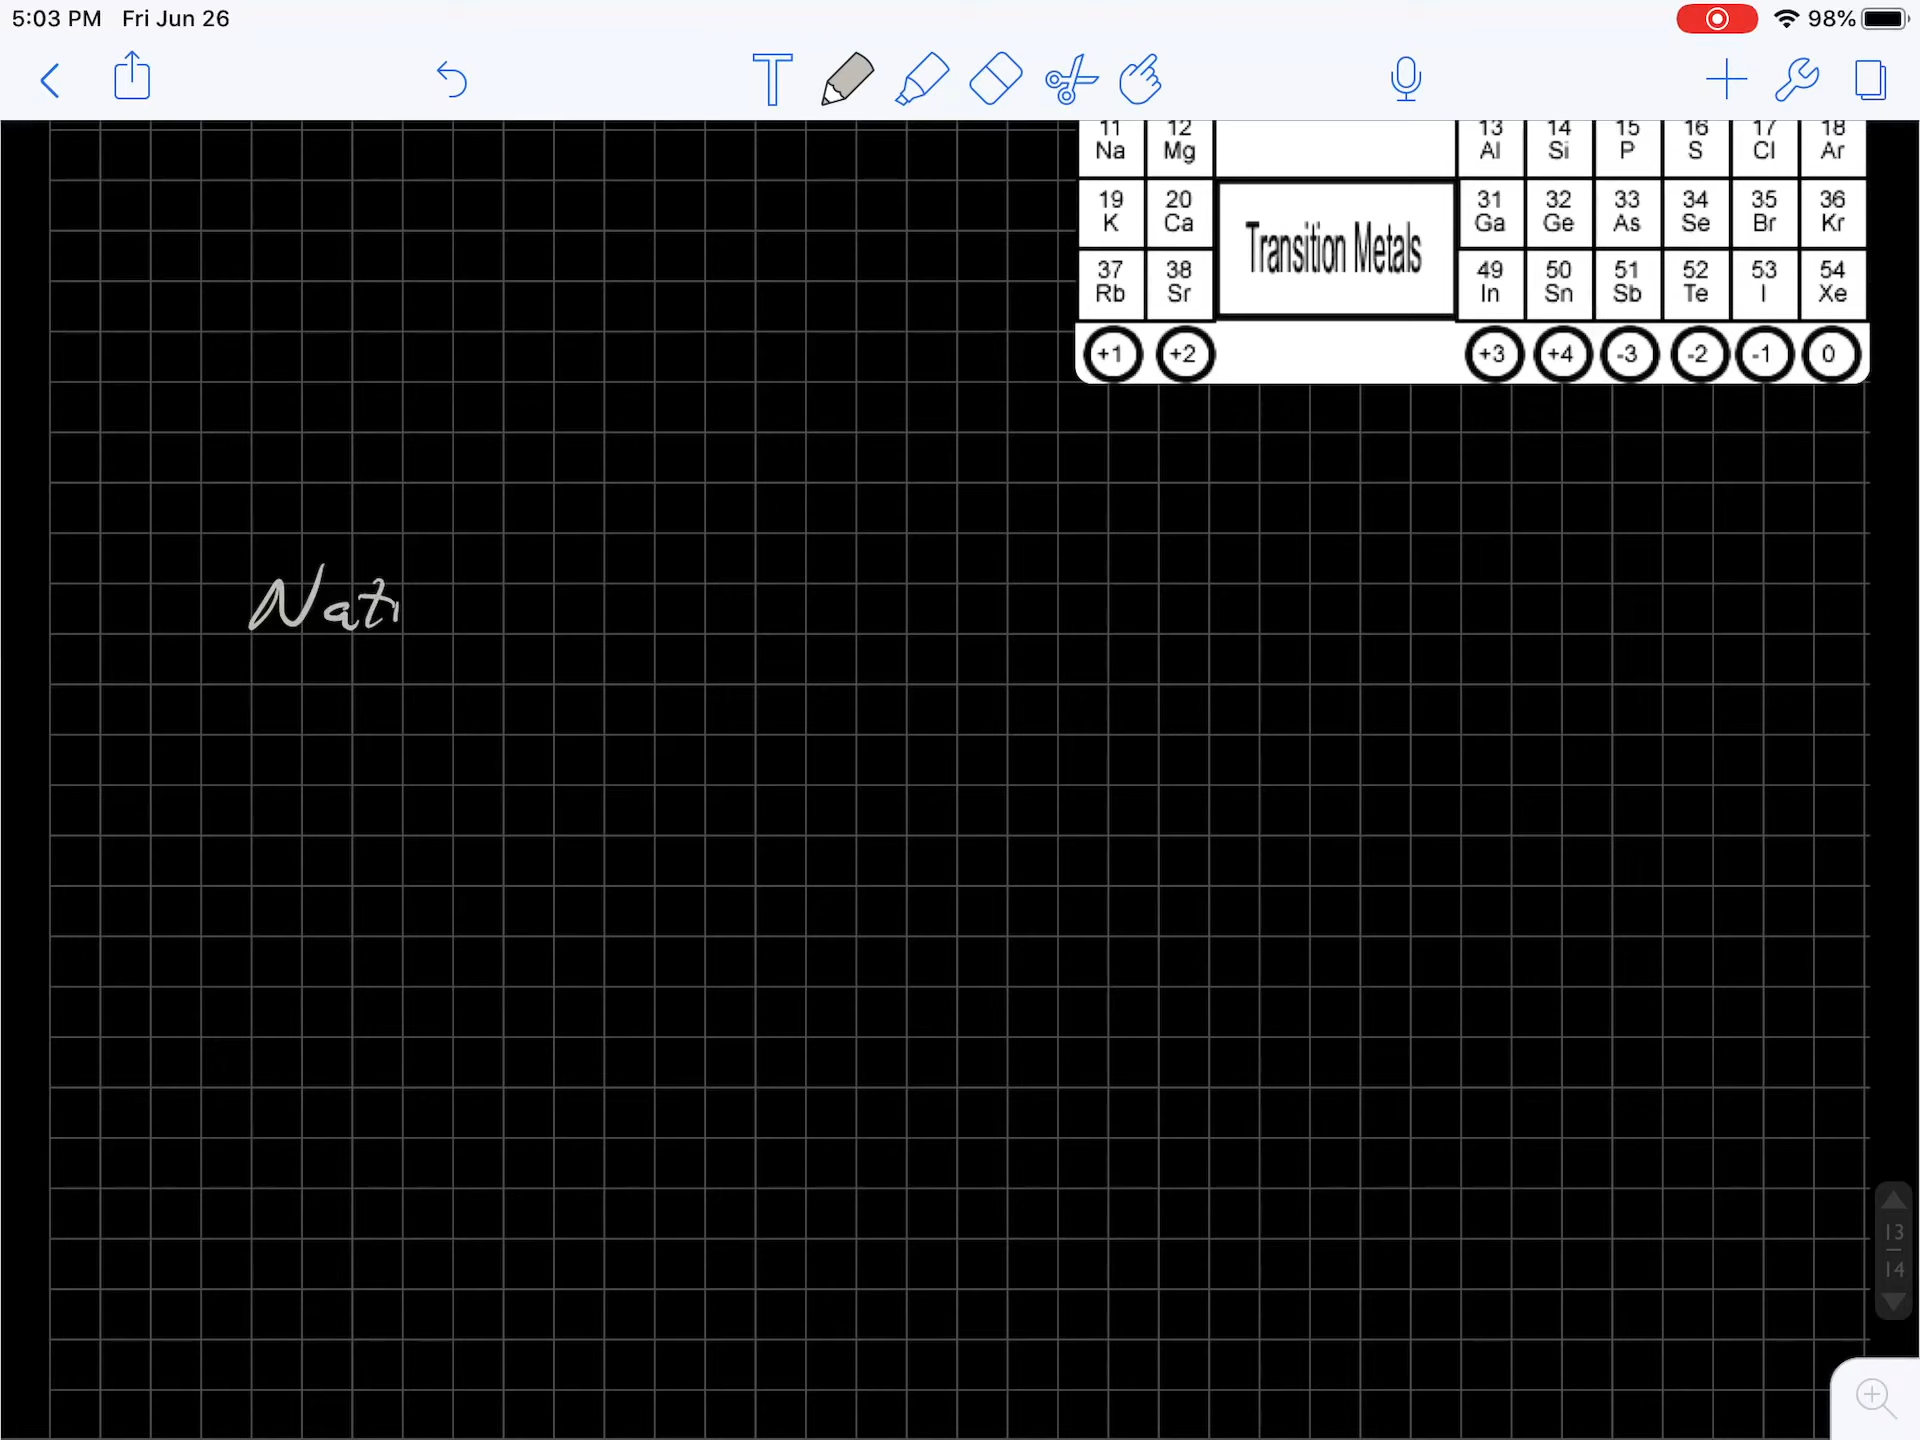 5:03 PM Fri Jun 26 98%
T
11 12 13 14 15 16 17 18
Na Mg Al Si P S Cl Ar
19 20 31 32 33 34 35 36
K Ca Ga Ge As Se Br Kr
Transition Metals
37 38 49 50 51 52 53 54
Rb Sr In Sn Sb Te I Xe
+1 +2 +3 +4 -3 -2 -1 0
Nati
13
14